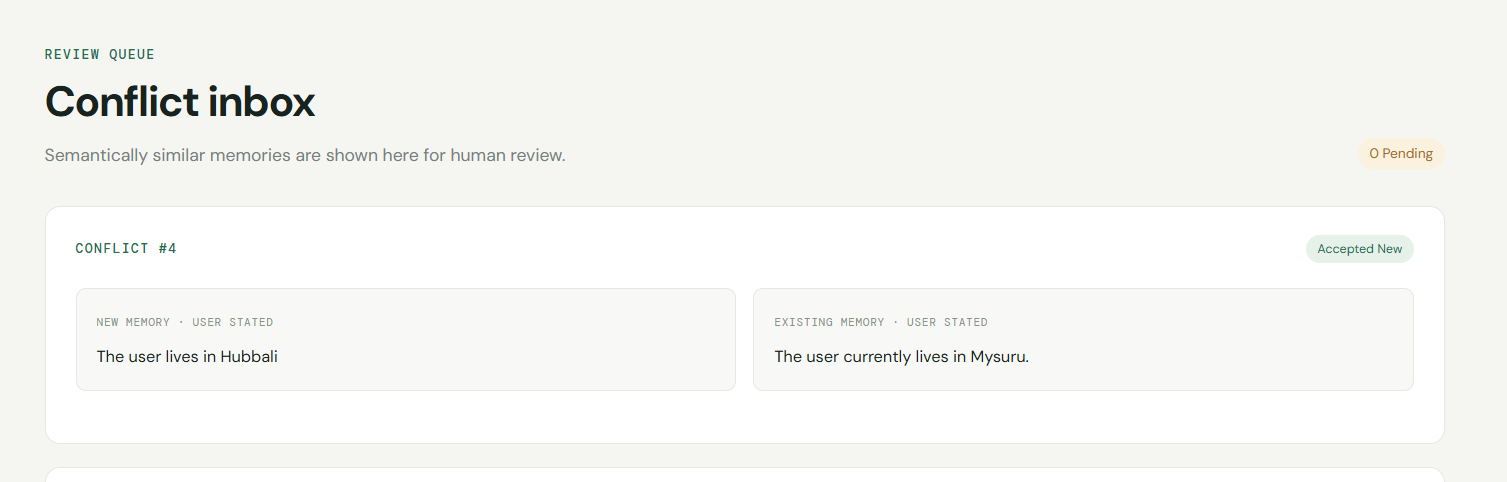 REVIEW QUEUE
Conflict inbox
Semantically similar memories are shown here for human review.
0 Pending
CONFLICT #4
Accepted New
NEW MEMORY · USER STATED
The user lives in Hubbali
EXISTING MEMORY · USER STATED
The user currently lives in Mysuru.